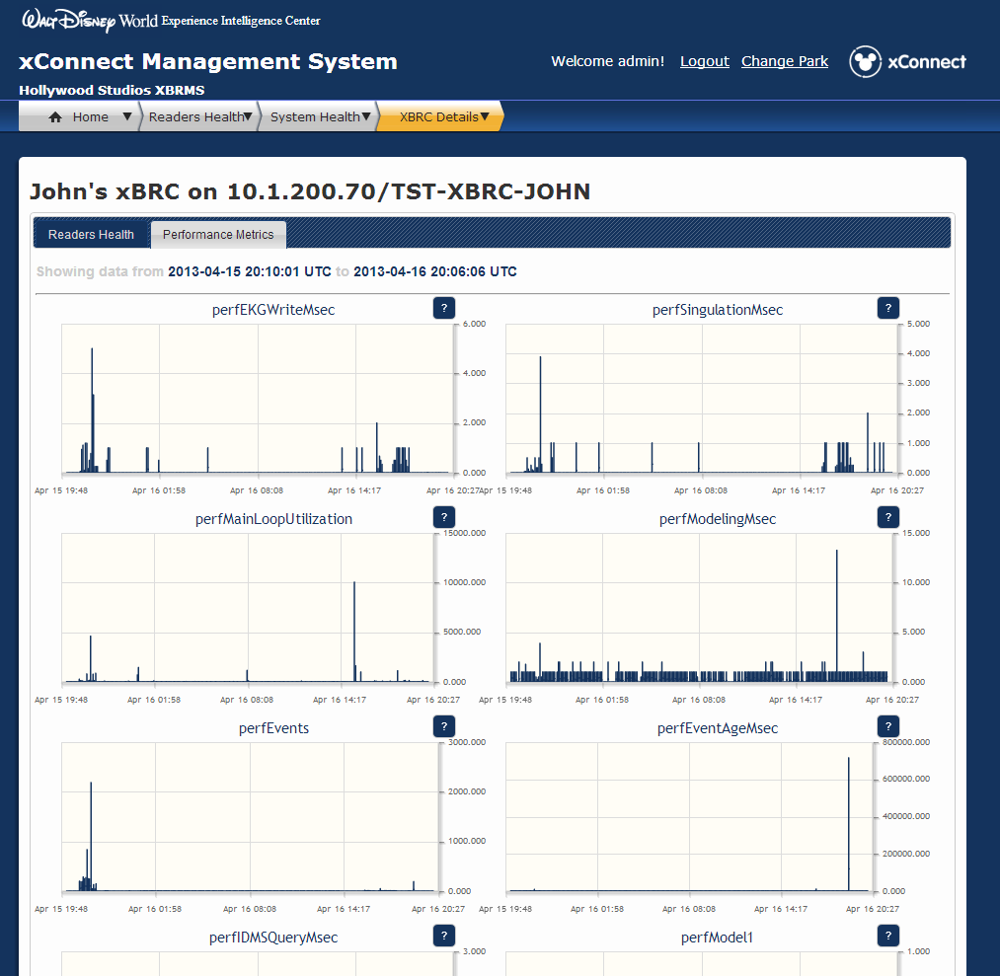 WALT DISNEY World Experience Intelligence Center
xConnect Management System
Welcome admin! Logout Change Park xConnect
Hollywood Studios XBRMS
Home ▼ Readers Health▼ System Health▼ XBRC Details▼
John's xBRC on 10.1.200.70/TST-XBRC-JOHN
Readers Health Performance Metrics
Showing data from 2013-04-15 20:10:01 UTC to 2013-04-16 20:06:06 UTC
perfEKGWriteMsec ?
6.000
4.000
2.000
0.000
Apr 15 19:48 Apr 16 01:58 Apr 16 08:08 Apr 16 14:17 Apr 16 20:27
perfSingulationMsec ?
5.000
4.000
3.000
2.000
1.000
0.000
Apr 15 19:48 Apr 16 01:58 Apr 16 08:08 Apr 16 14:17 Apr 16 20:27
perfMainLoopUtilization ?
15000.000
10000.000
5000.000
0.000
Apr 15 19:48 Apr 16 01:58 Apr 16 08:08 Apr 16 14:17 Apr 16 20:27
perfModelingMsec ?
15.000
10.000
5.000
0.000
Apr 15 19:48 Apr 16 01:58 Apr 16 08:08 Apr 16 14:17 Apr 16 20:27
perfEvents ?
3000.000
2000.000
1000.000
0.000
Apr 15 19:48 Apr 16 01:58 Apr 16 08:08 Apr 16 14:17 Apr 16 20:27
perfEventAgeMsec ?
800000.000
600000.000
400000.000
200000.000
0.000
Apr 15 19:48 Apr 16 01:58 Apr 16 08:08 Apr 16 14:17 Apr 16 20:27
perfIDMSQueryMsec ?
3.000
perfModel1 ?
1.000